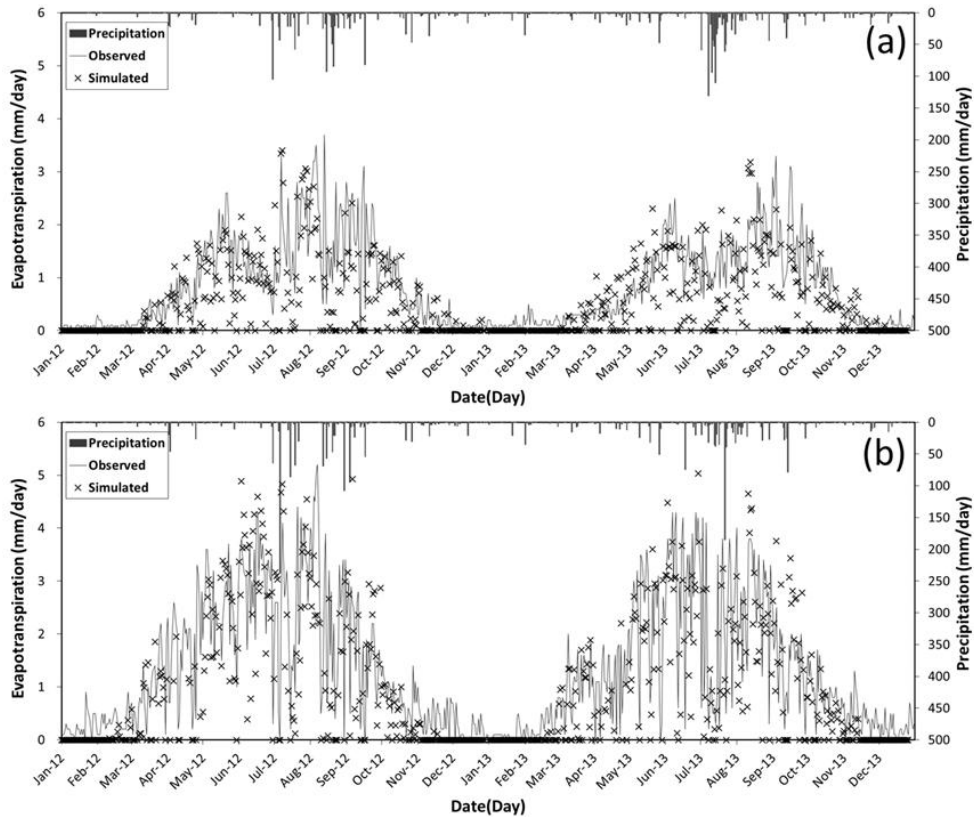 (a)
Precipitation
Observed
Simulated
Evapotranspiration (mm/day)
6
5
4
3
2
1
0
Precipitation (mm/day)
0
50
100
150
200
250
300
350
400
450
500
Jan-12 Feb-12 Mar-12 Apr-12 May-12 Jun-12 Jul-12 Aug-12 Sep-12 Oct-12 Nov-12 Dec-12 Jan-13 Feb-13 Mar-13 Apr-13 May-13 Jun-13 Jul-13 Aug-13 Sep-13 Oct-13 Nov-13 Dec-13
Date(Day)
(b)
Precipitation
Observed
Simulated
Evapotranspiration (mm/day)
6
5
4
3
2
1
0
Precipitation (mm/day)
0
50
100
150
200
250
300
350
400
450
500
Jan-12 Feb-12 Mar-12 Apr-12 May-12 Jun-12 Jul-12 Aug-12 Sep-12 Oct-12 Nov-12 Dec-12 Jan-13 Feb-13 Mar-13 Apr-13 May-13 Jun-13 Jul-13 Aug-13 Sep-13 Oct-13 Nov-13 Dec-13
Date(Day)